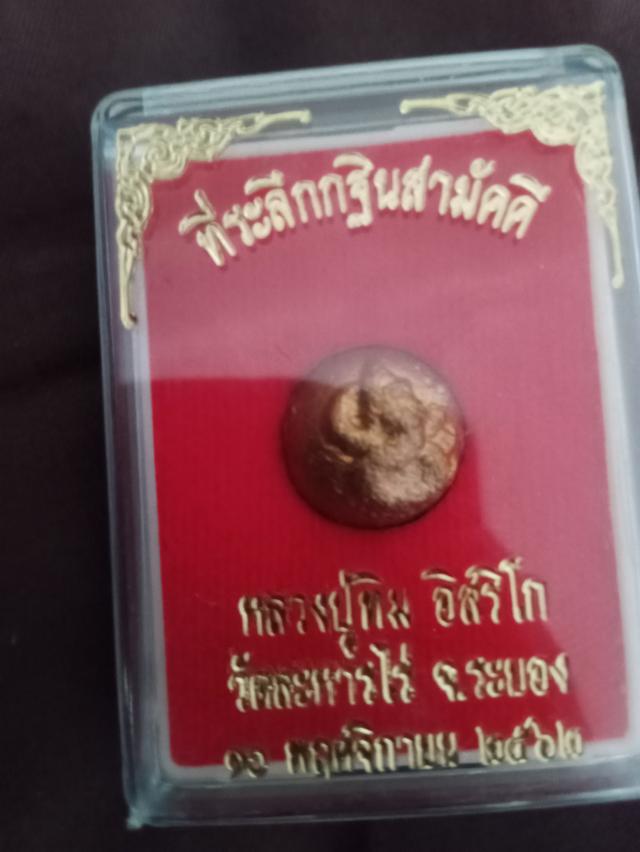 ที่ระลึกกฐินสามัคคี
หลวงปู่ทิม อิสริโก
วัดละหารไร่ จ.ระยอง
๑๐ พฤศจิกายน ๒๕๖๒